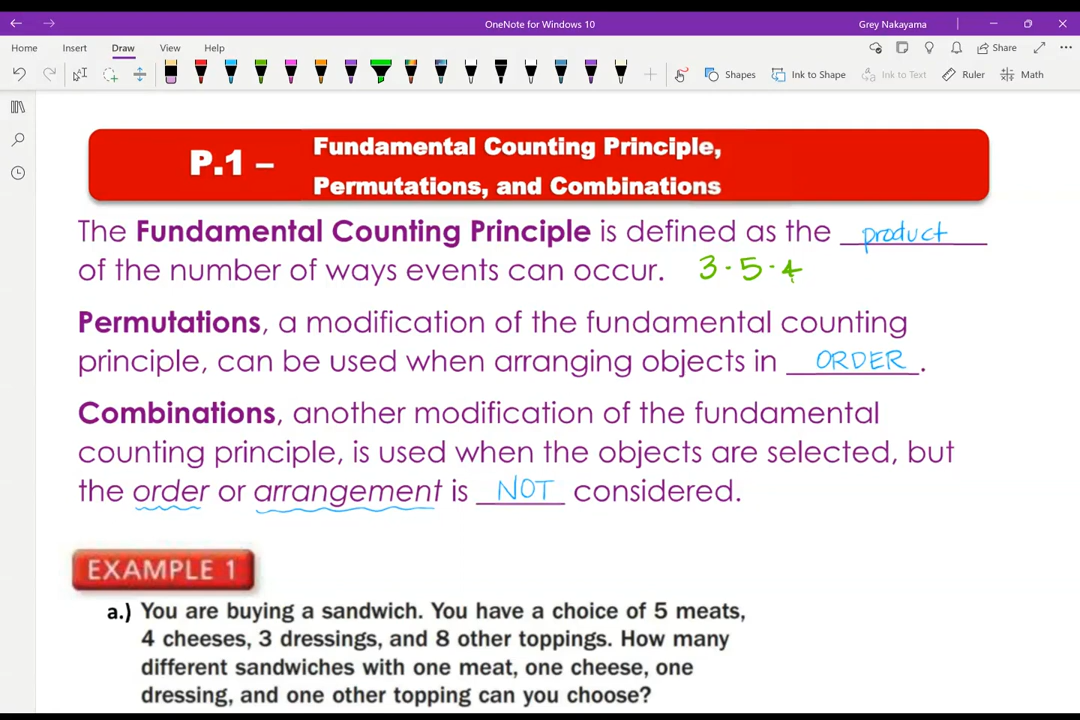 OneNote for Windows 10
Grey Nakayama
Home Insert Draw View Help Share
Shapes Ink to Shape Ink to Text Ruler Math
P.1 – Fundamental Counting Principle,
Permutations, and Combinations
The Fundamental Counting Principle is defined as the product
of the number of ways events can occur. 3·5·4
Permutations, a modification of the fundamental counting
principle, can be used when arranging objects in ORDER.
Combinations, another modification of the fundamental
counting principle, is used when the objects are selected, but
the order or arrangement is NOT considered.
EXAMPLE 1
a.) You are buying a sandwich. You have a choice of 5 meats,
4 cheeses, 3 dressings, and 8 other toppings. How many
different sandwiches with one meat, one cheese, one
dressing, and one other topping can you choose?